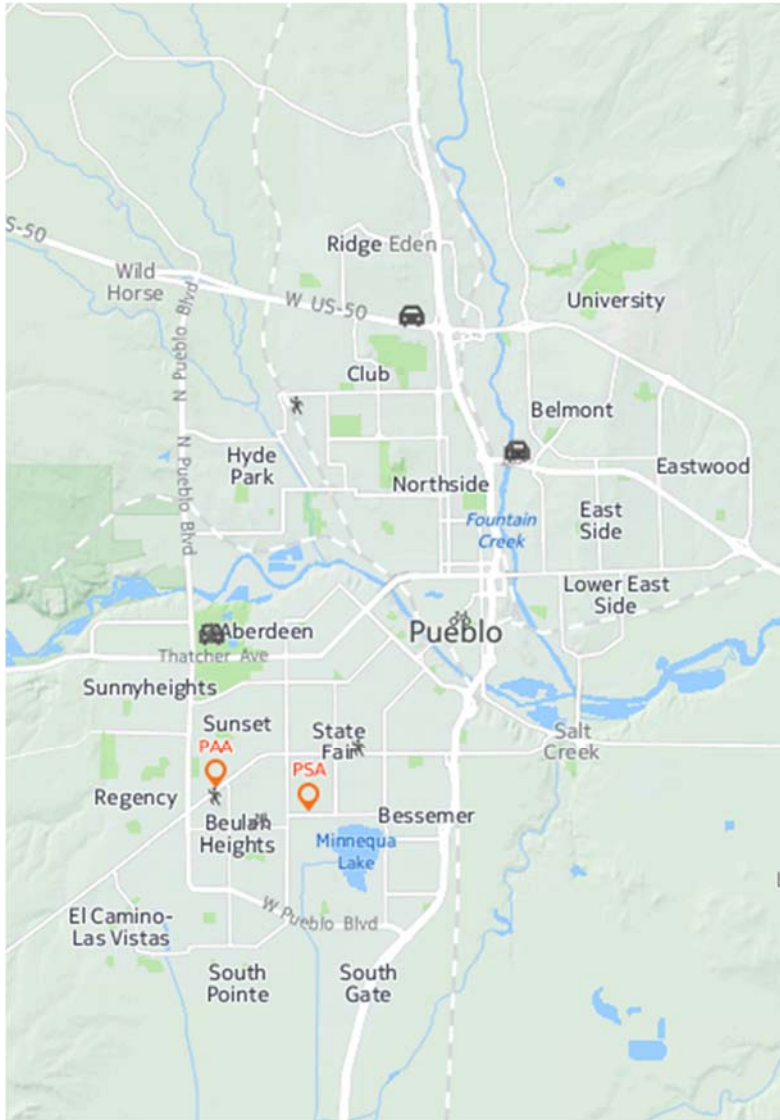 Ridge Eden
S-50
Wild
Horse
W US-50
University
N Pueblo Blvd
Club
Belmont
Hyde
Park
N Pueblo Blvd
Northside
Eastwood
Fountain
Creek
East
Side
Lower East
Side
Aberdeen
Pueblo
Thatcher Ave
Sunnyheights
Sunset
State
Fair
Salt
Creek
PAA
PSA
Regency
Beulah
Heights
Bessemer
Minnequa
Lake
El Camino-
Las Vistas
W Pueblo Blvd
South
Pointe
South
Gate